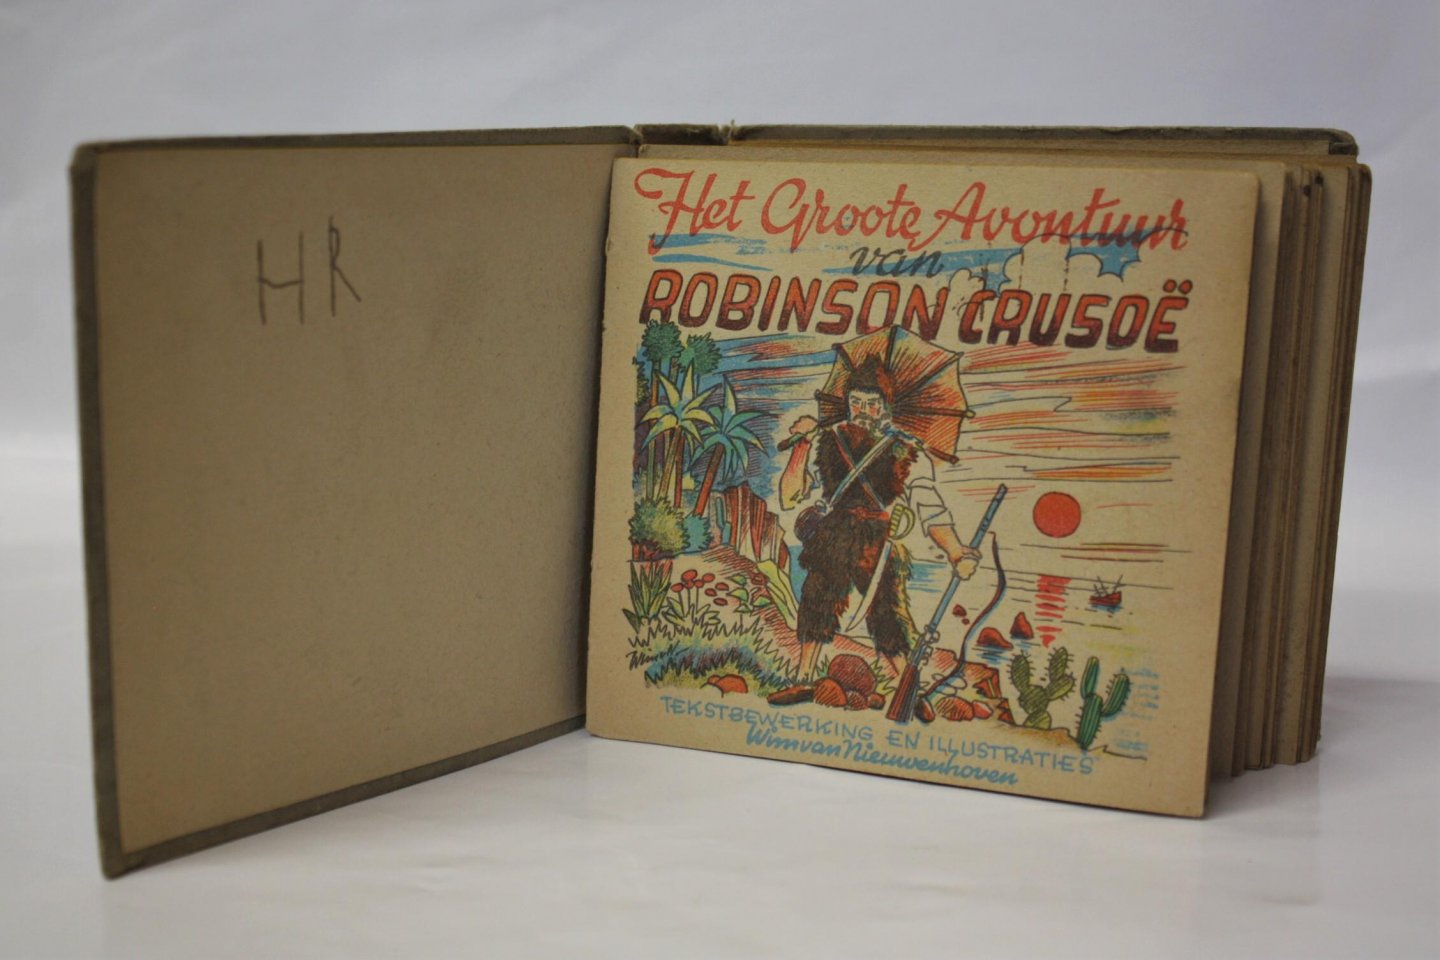 HR
Het Groote Avontuur
van
ROBINSON CRUSOË
TEKSTBEWERKING EN ILLUSTRATIES
Wim van Nieuwenhoven